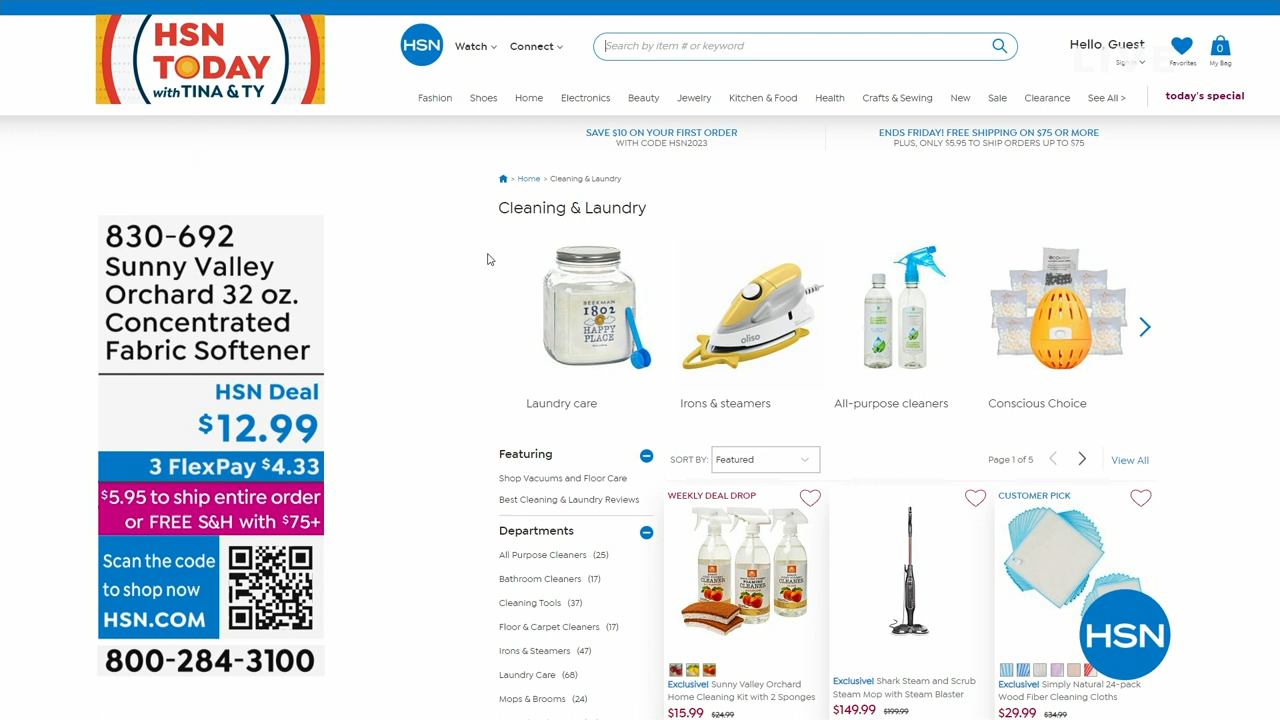 HSN
TODAY
with TINA & TY
HSN
Watch
Connect
Search by item # or keyword
Hello, Guest
Favorites
0
My Bag
Fashion
Shoes
Home
Electronics
Beauty
Jewelry
Kitchen & Food
Health
Crafts & Sewing
New
Sale
Clearance
See All >
today's special
SAVE $10 ON YOUR FIRST ORDER
WITH CODE HSN2023
ENDS FRIDAY! FREE SHIPPING ON $75 OR MORE
PLUS, ONLY $5.95 TO SHIP ORDERS UP TO $75
> Home > Cleaning & Laundry
Cleaning & Laundry
830-692
Sunny Valley
Orchard 32 oz.
Concentrated
Fabric Softener
HSN Deal
$12.99
3 FlexPay $4.33
$5.95 to ship entire order
or FREE S&H with $75+
Scan the code
to shop now
HSN.COM
800-284-3100
BEEKMAN
1802
HAPPY
PLACE
oliso
Laundry care
Irons & steamers
All-purpose cleaners
Conscious Choice
Featuring
Shop Vacuums and Floor Care
Best Cleaning & Laundry Reviews
Departments
All Purpose Cleaners (25)
Bathroom Cleaners (17)
Cleaning Tools (37)
Floor & Carpet Cleaners (17)
Irons & Steamers (47)
Laundry Care (68)
Mops & Brooms (24)
SORT BY:
Featured
Page 1 of 5
View All
WEEKLY DEAL DROP
CLEANER
CLEANER
CLEANER
Exclusive! Sunny Valley Orchard
Home Cleaning Kit with 2 Sponges
$15.99 $24.99
Exclusive! Shark Steam and Scrub
Steam Mop with Steam Blaster
$149.99 $199.99
CUSTOMER PICK
Exclusive! Simply Natural 24-pack
Wood Fiber Cleaning Cloths
$29.99 $34.99
HSN